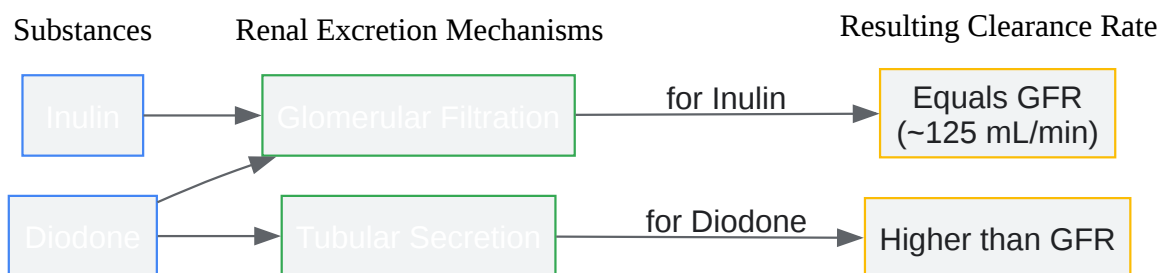 Substances
Renal Excretion Mechanisms
Resulting Clearance Rate
Inulin
Glomerular Filtration
for Inulin
Equals GFR
(~125 mL/min)
Diodone
Tubular Secretion
for Diodone
Higher than GFR